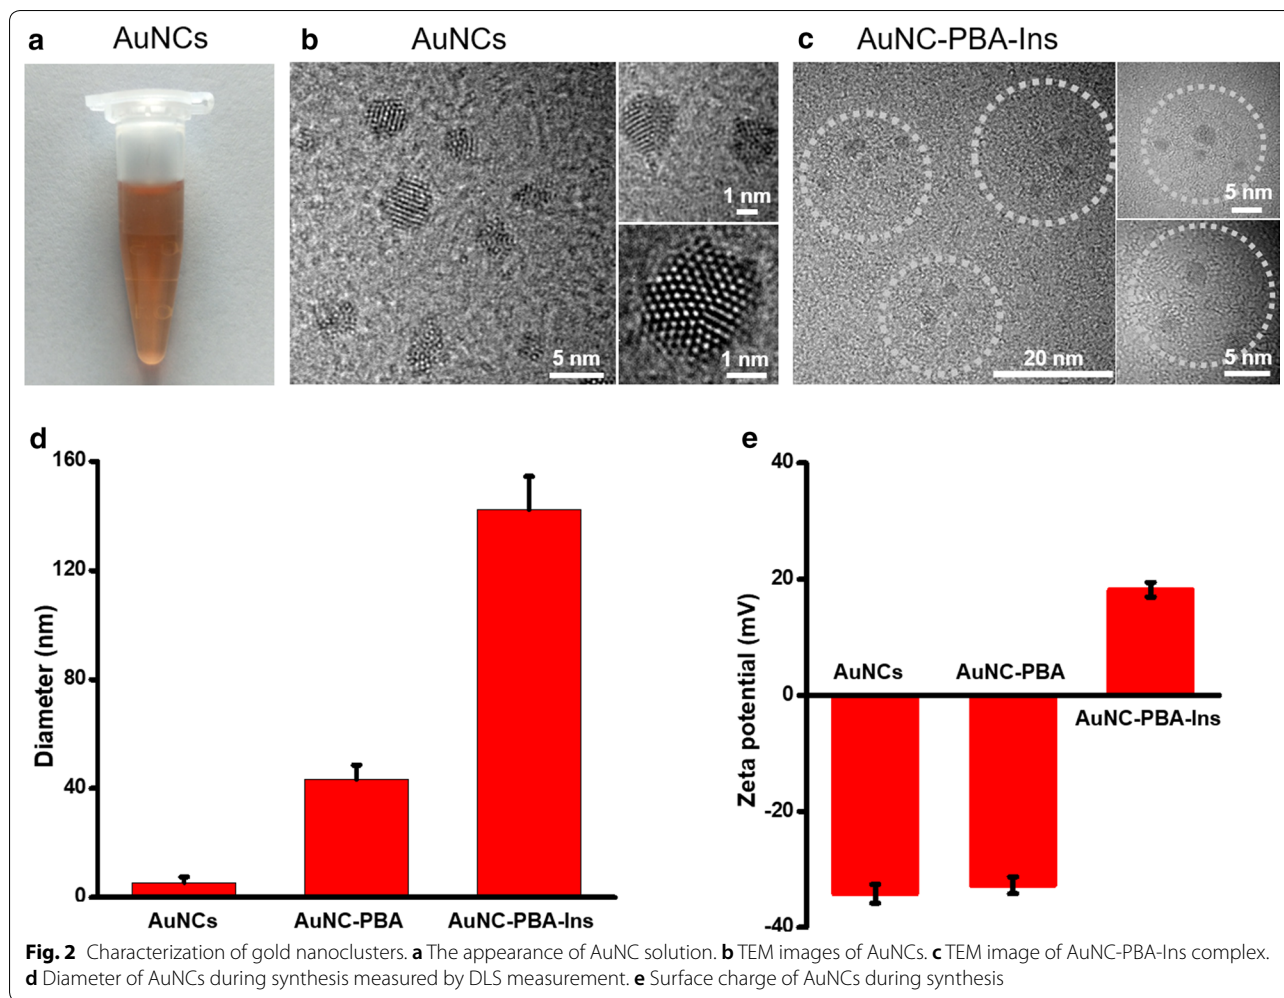 a AuNCs
b AuNCs
c AuNC-PBA-Ins
5 nm
1 nm
1 nm
20 nm
5 nm
5 nm
d
160
120
80
40
0
Diameter (nm)
AuNCs AuNC-PBA AuNC-PBA-Ins
e
40
20
0
-20
-40
Zeta potential (mV)
AuNCs AuNC-PBA
AuNC-PBA-Ins
Fig. 2 Characterization of gold nanoclusters. a The appearance of AuNC solution. b TEM images of AuNCs. c TEM image of AuNC-PBA-Ins complex.
d Diameter of AuNCs during synthesis measured by DLS measurement. e Surface charge of AuNCs during synthesis